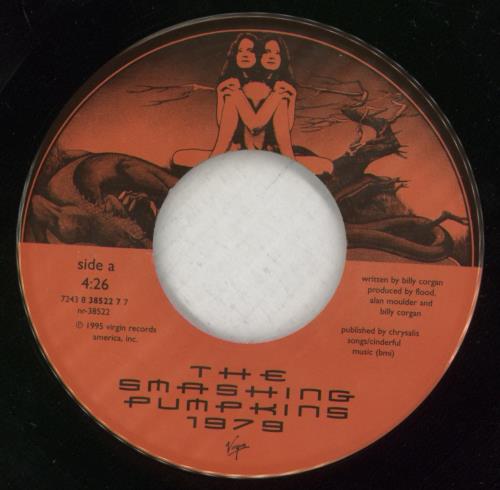 side a
4:26
7243 8 38522 7 7
nr-38522
© 1995 virgin records
america, inc.
written by billy corgan
produced by flood,
alan moulder and
billy corgan
published by chrysalis
songs/cinderful
music (bmi)
THE
SMASHING
PUMPKINS
1979
Virgin